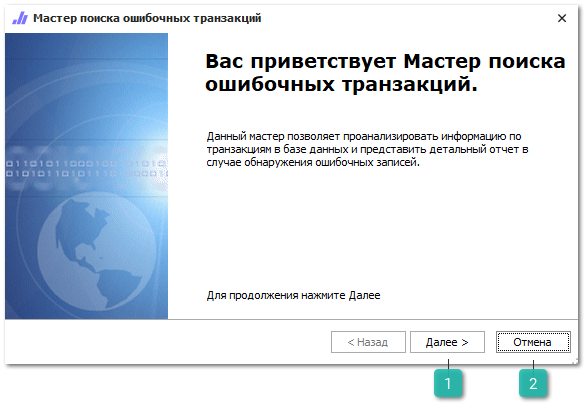 Мастер поиска ошибочных транзакций
Вас приветствует Мастер поиска
ошибочных транзакций.
Данный мастер позволяет проанализировать информацию по
транзакциям в базе данных и представить детальный отчет в
случае обнаружения ошибочных записей.
Для продолжения нажмите Далее
< Назад Далее > Отмена
1 2